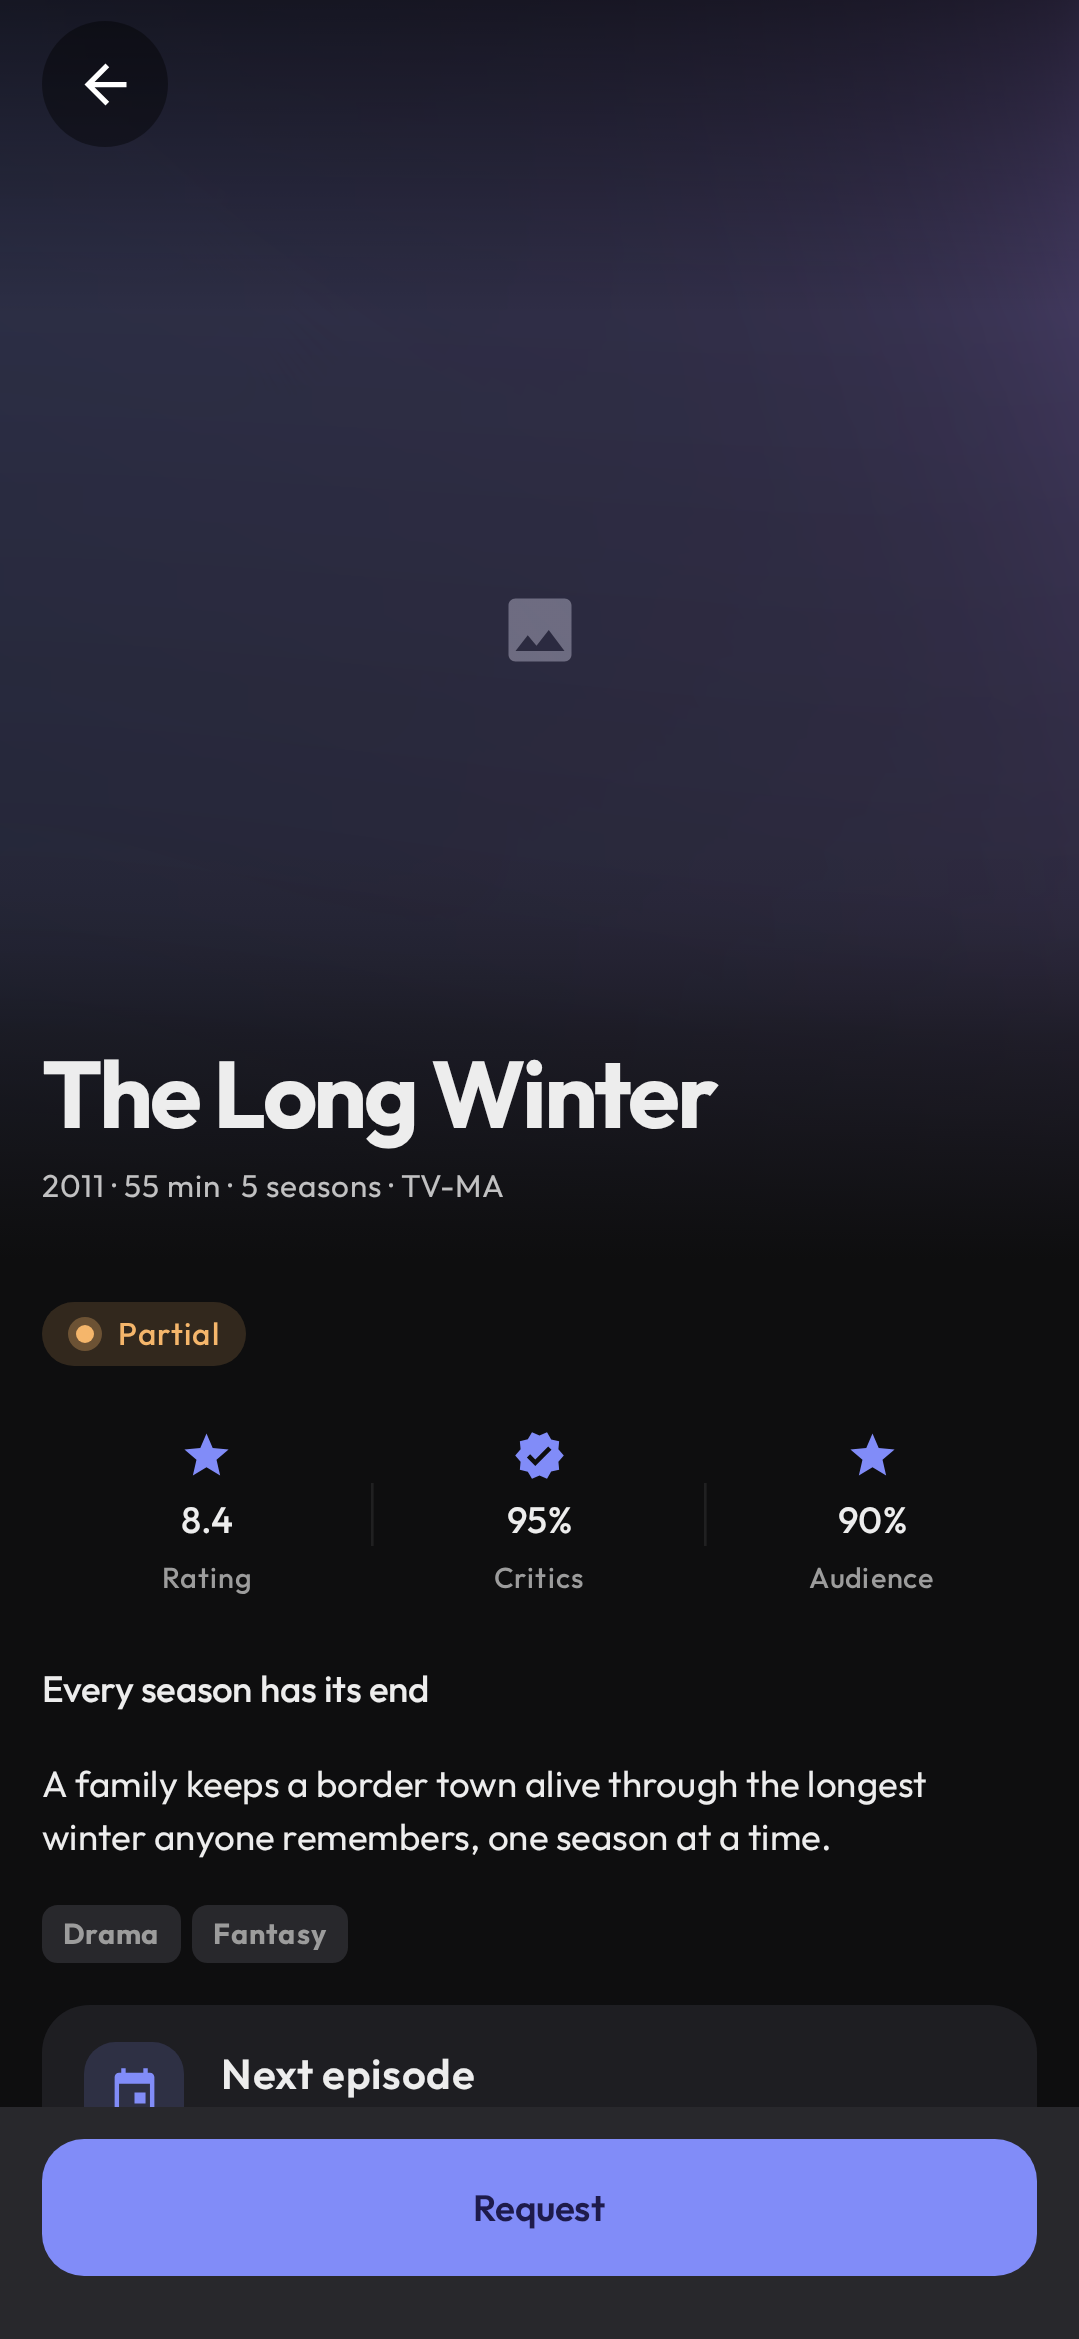 The Long Winter
2011 · 55 min · 5 seasons · TV-MA
Partial
8.4
Rating
95%
Critics
90%
Audience
Every season has its end
A family keeps a border town alive through the longest
winter anyone remembers, one season at a time.
Drama
Fantasy
Next episode
Request